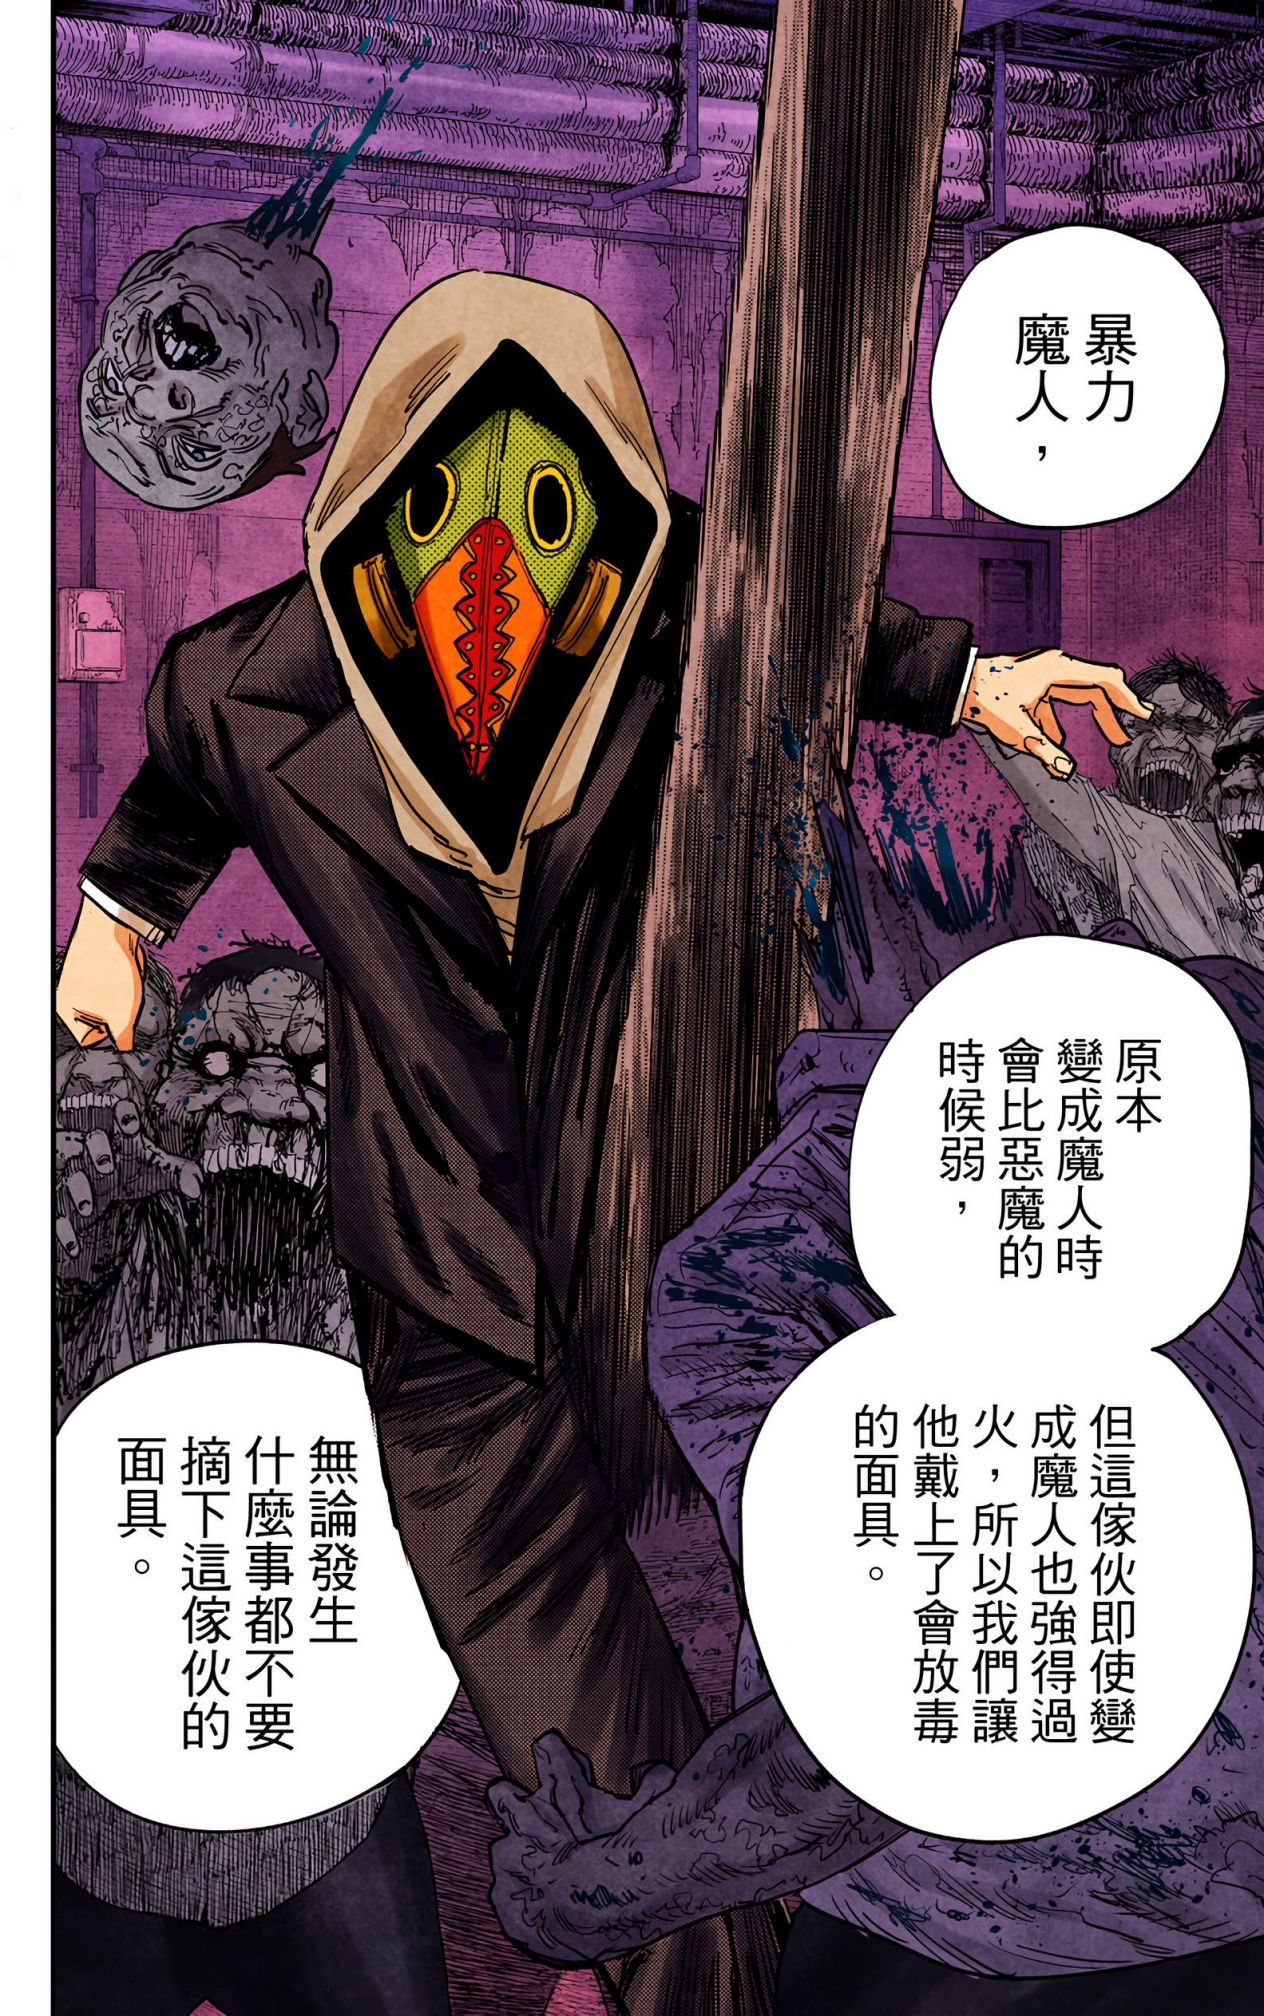 暴力
魔人，
原本
變成魔人時
會比惡魔的
時候弱，
但這傢伙即使變
成魔人也強得過
火，所以我們讓
他戴上了會放毒
的面具。
無論發生
什麼事都不要
摘下這傢伙的
面具。